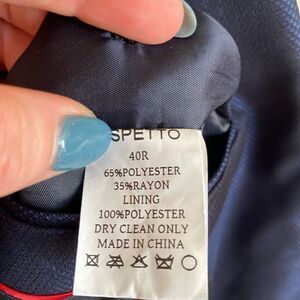 SPETTO
40R
65%POLYESTER
35%RAYON
LINING
100%POLYESTER
DRY CLEAN ONLY
MADE IN CHINA